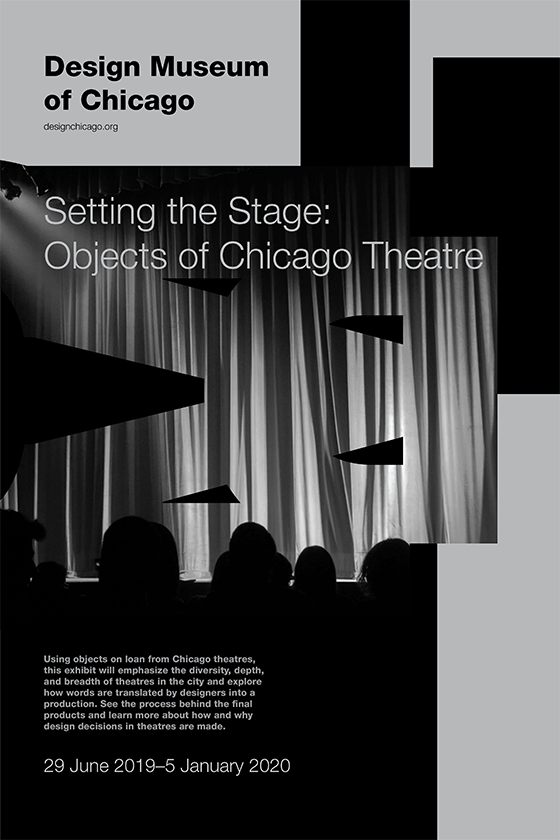 Design Museum
of Chicago
designchicago.org
Setting the Stage:
Objects of Chicago Theatre
Using objects on loan from Chicago theatres,
this exhibit will emphasize the diversity, depth,
and breadth of theatres in the city and explore
how words are translated by designers into a
production. See the process behind the final
products and learn more about how and why
design decisions in theatres are made.
29 June 2019–5 January 2020